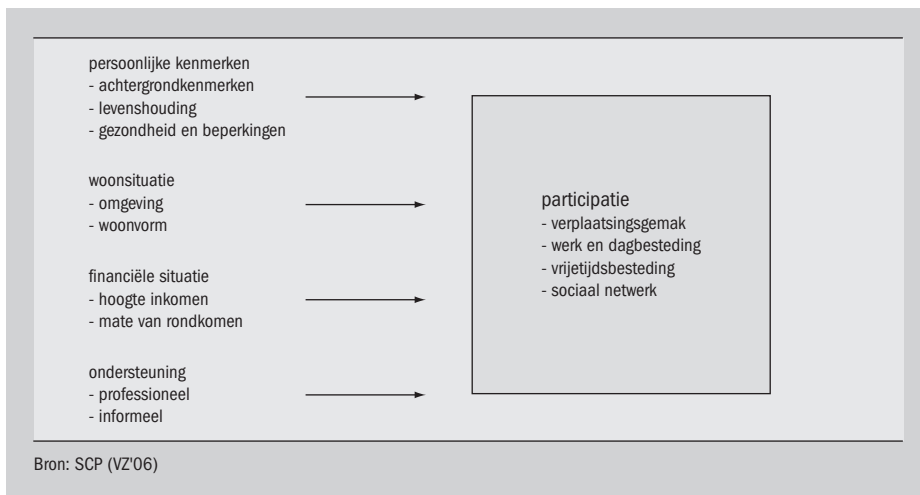 persoonlijke kenmerken
- achtergrondkenmerken
- levenshouding
- gezondheid en beperkingen
woonsituatie
- omgeving
- woonvorm
financiële situatie
- hoogte inkomen
- mate van rondkomen
ondersteuning
- professioneel
- informeel
participatie
- verplaatsingsgemak
- werk en dagbesteding
- vrijetijdsbesteding
- sociaal netwerk
Bron: SCP (VZ'06)